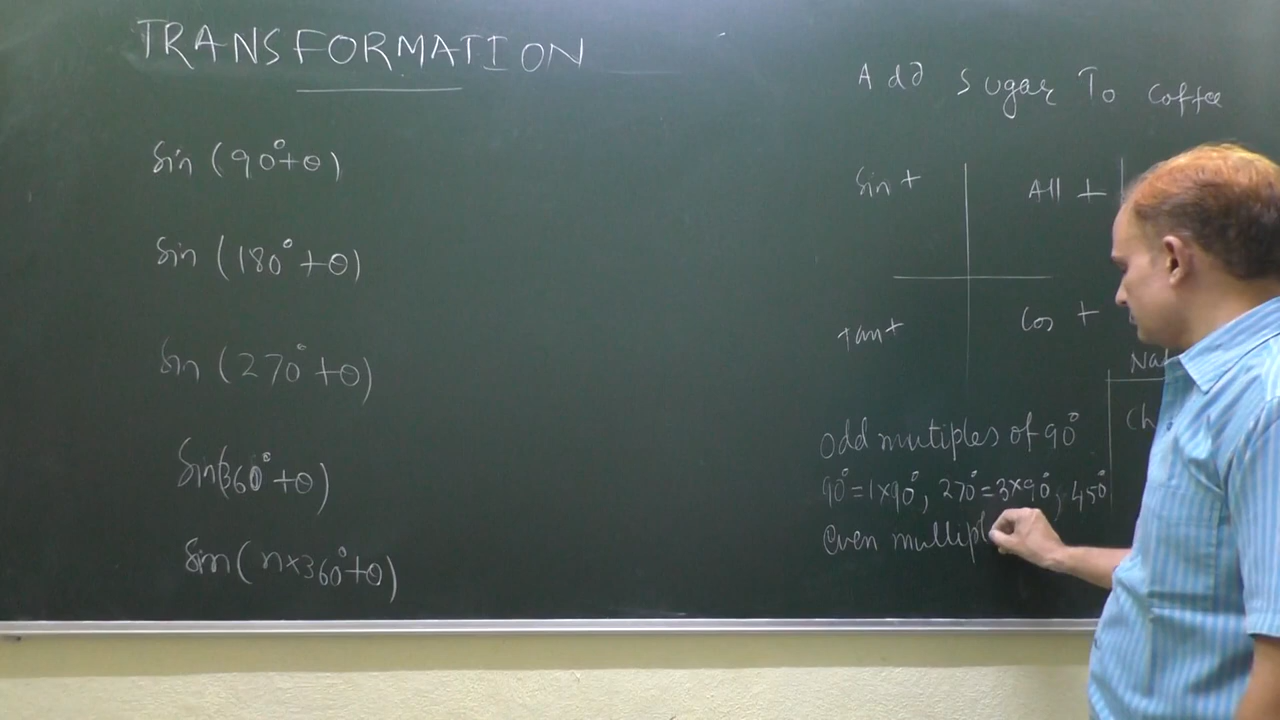 TRANSFORMATION
Sin (90°+θ)
Sin (180°+θ)
Sin (270°+θ)
Sin(360°+θ)
Sin(n×360°+θ)
Add Sugar To Coffee
Sin + All +
tan + Cos +
odd mutiples of 90°
90°=1×90°, 270°=3×90°, 450°
even multipl